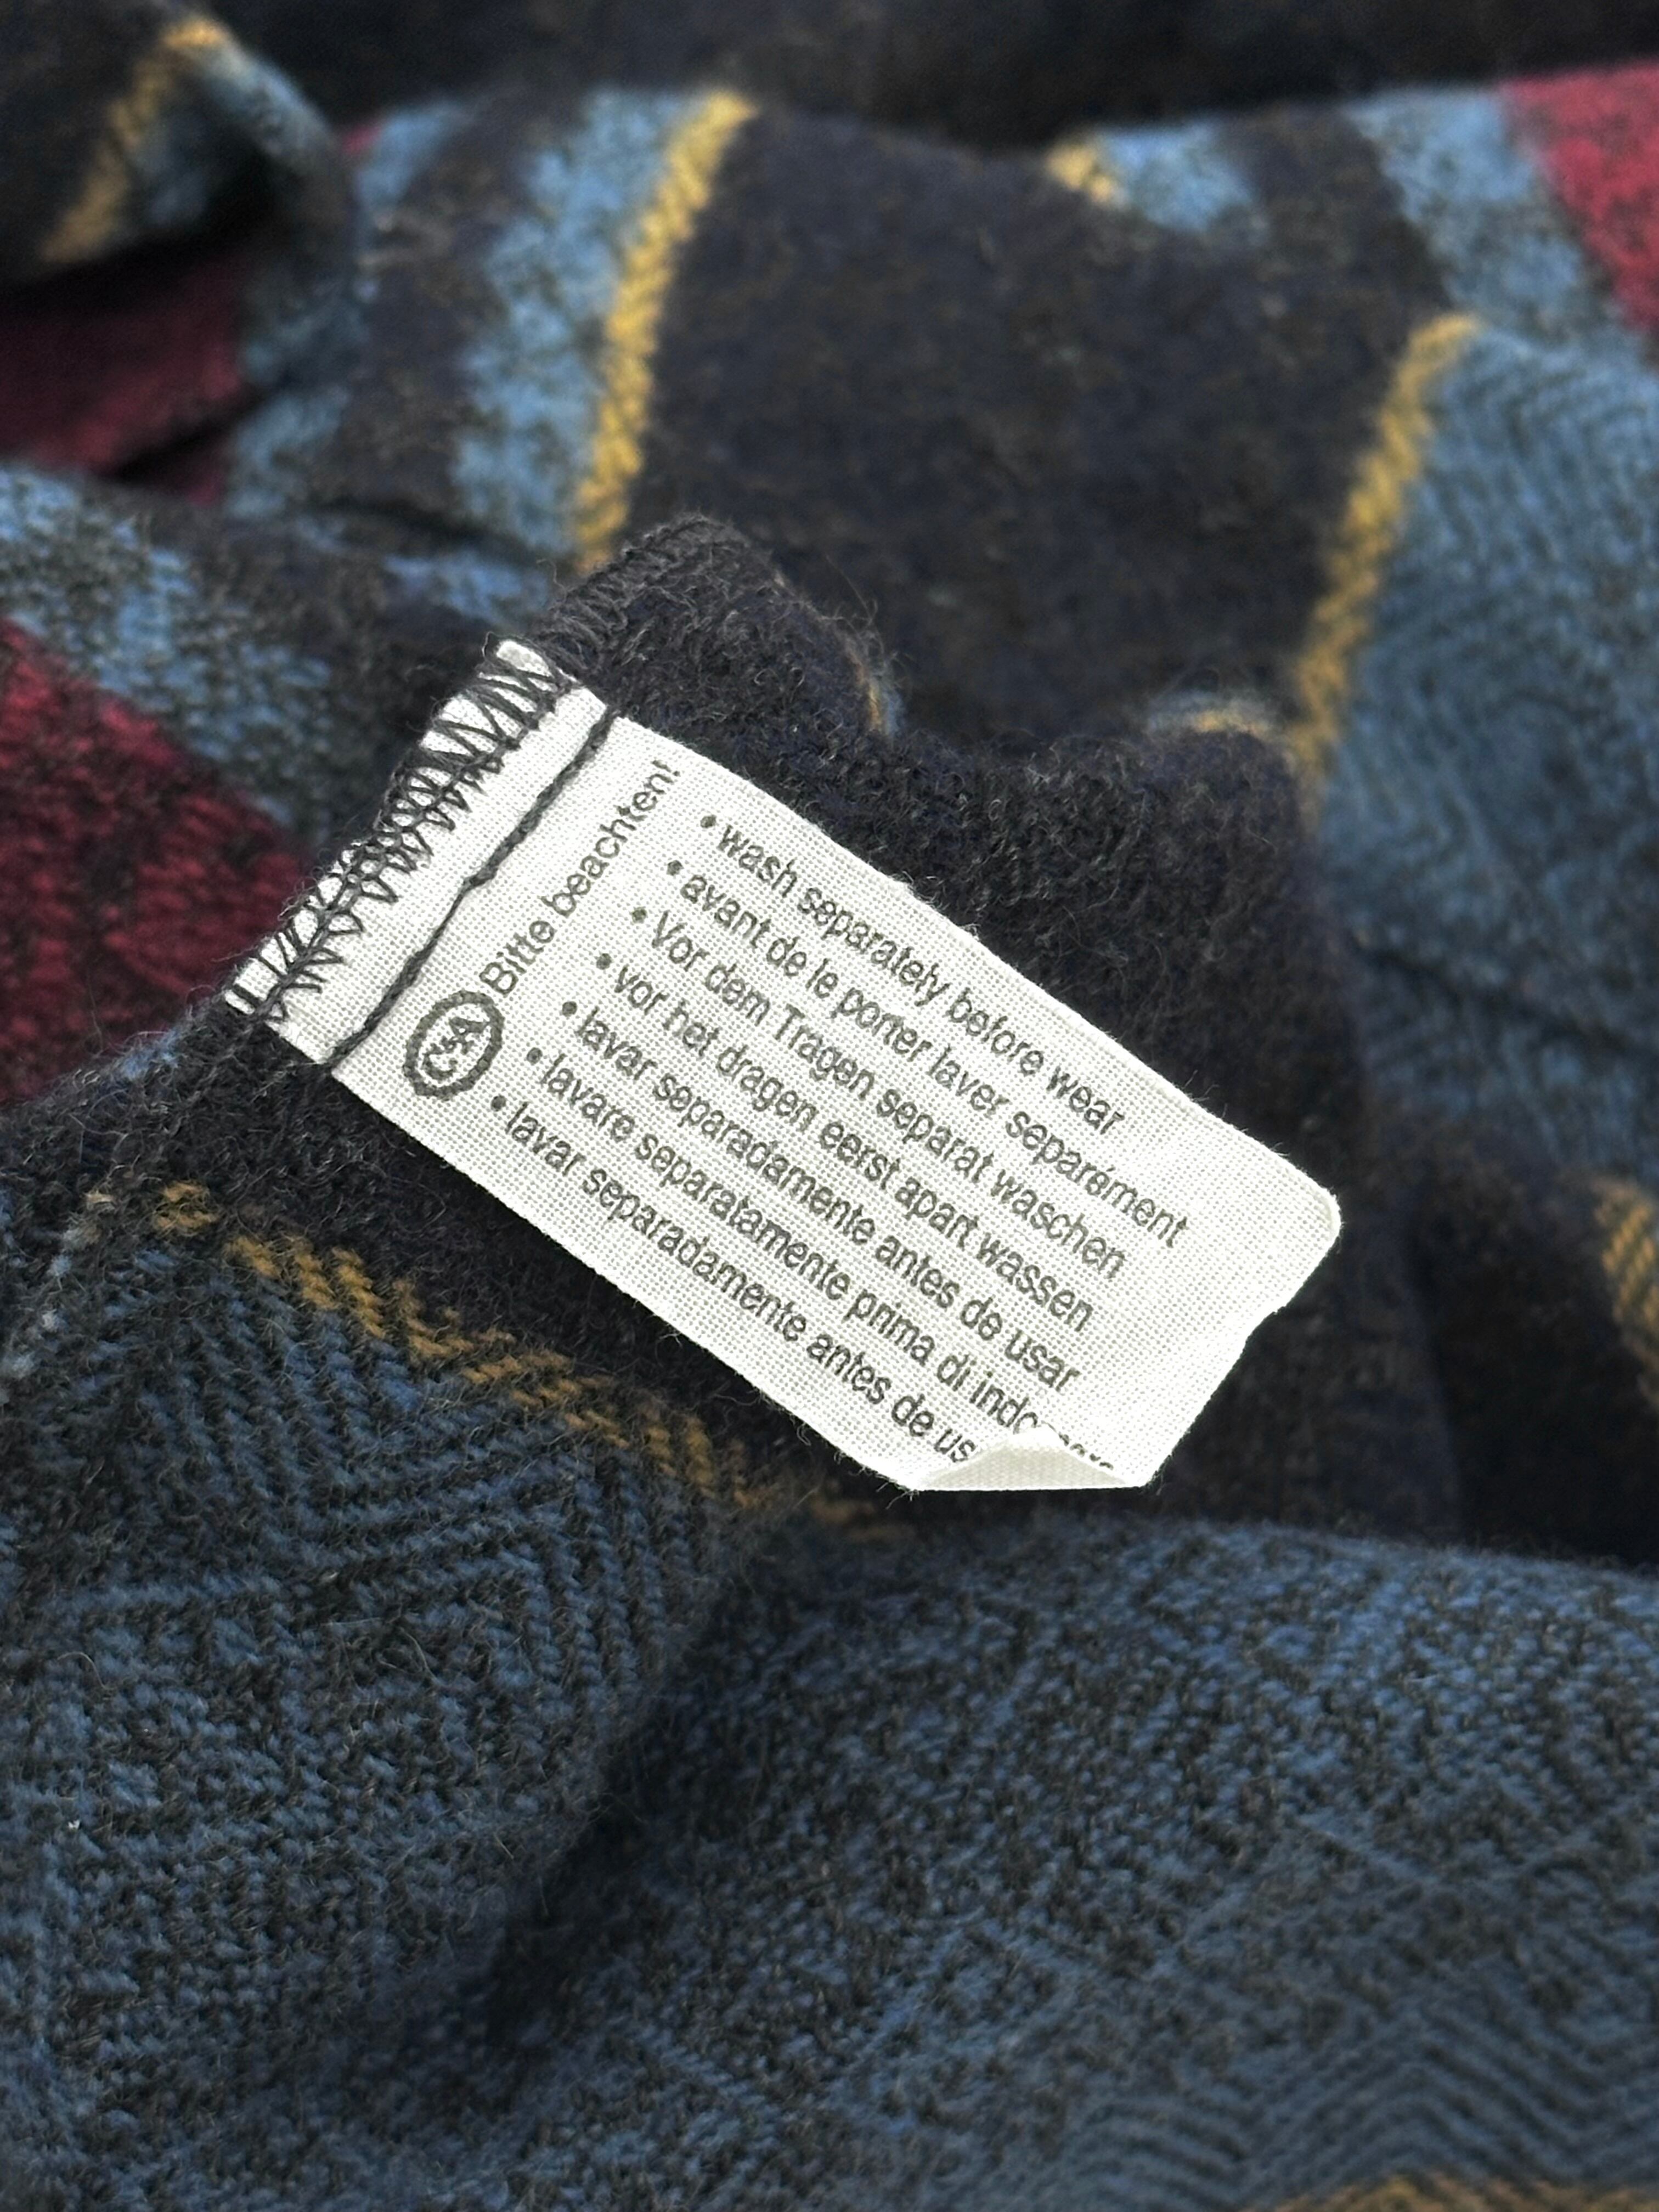 C&A Bitte beachten!
• wash separately before wear
• avant de le porter laver separément
• Vor dem Tragen separat waschen
• vor het dragen eerst apart wassen
• lavar separadamente antes de usar
• lavare separatamente prima di
• lavar separadamente antes de